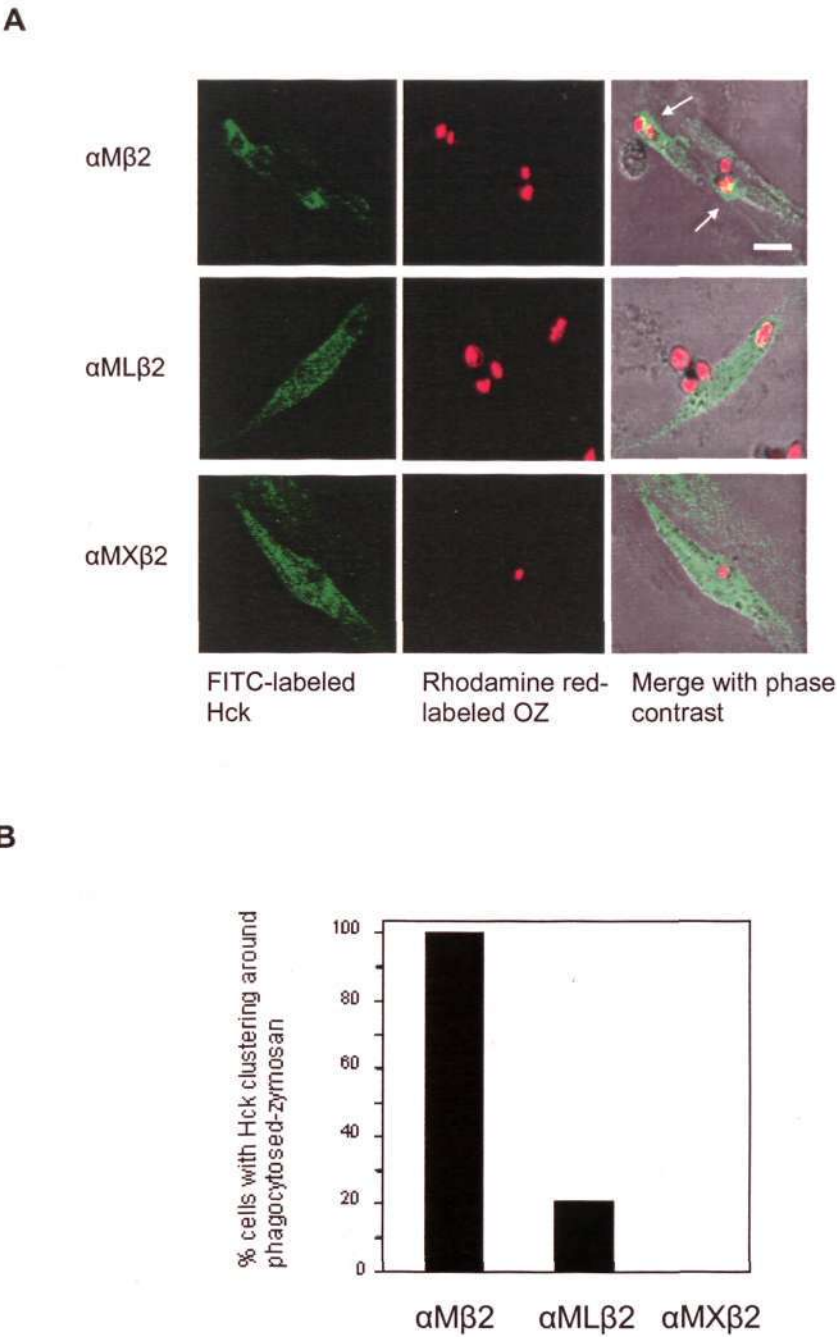 A
αMβ2
αMLβ2
αMXβ2
FITC-labeled
Hck
Rhodamine red-
labeled OZ
Merge with phase
contrast
B
% cells with Hck clustering around
phagocytosed-zymosan
100
80
60
40
20
0
αMβ2 αMLβ2 αMXβ2